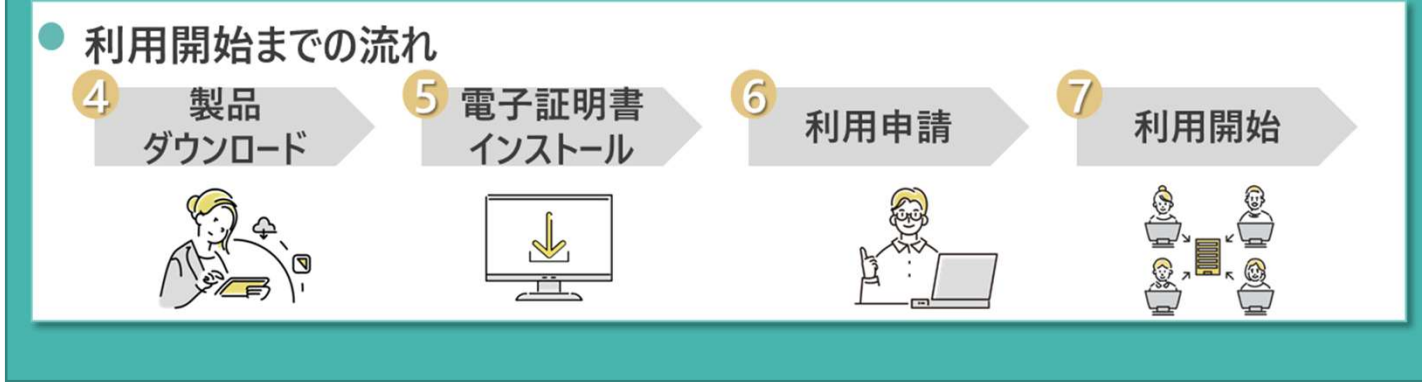 利用開始までの流れ
4
製品
ダウンロード
5
電子証明書
インストール
6
利用申請
7
利用開始